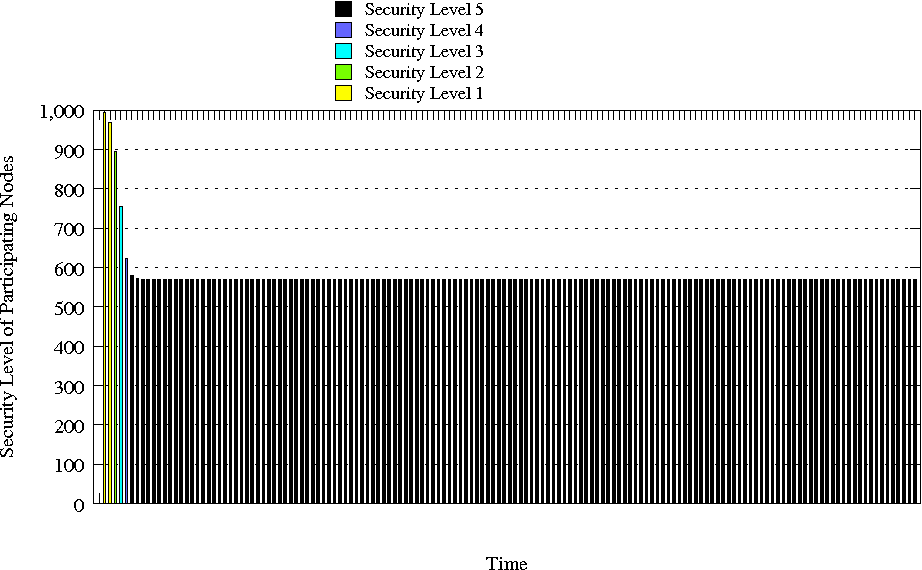 Security Level 5
Security Level 4
Security Level 3
Security Level 2
Security Level 1
1,000
900
800
700
600
500
400
300
200
100
0
Security Level of Participating Nodes
Time